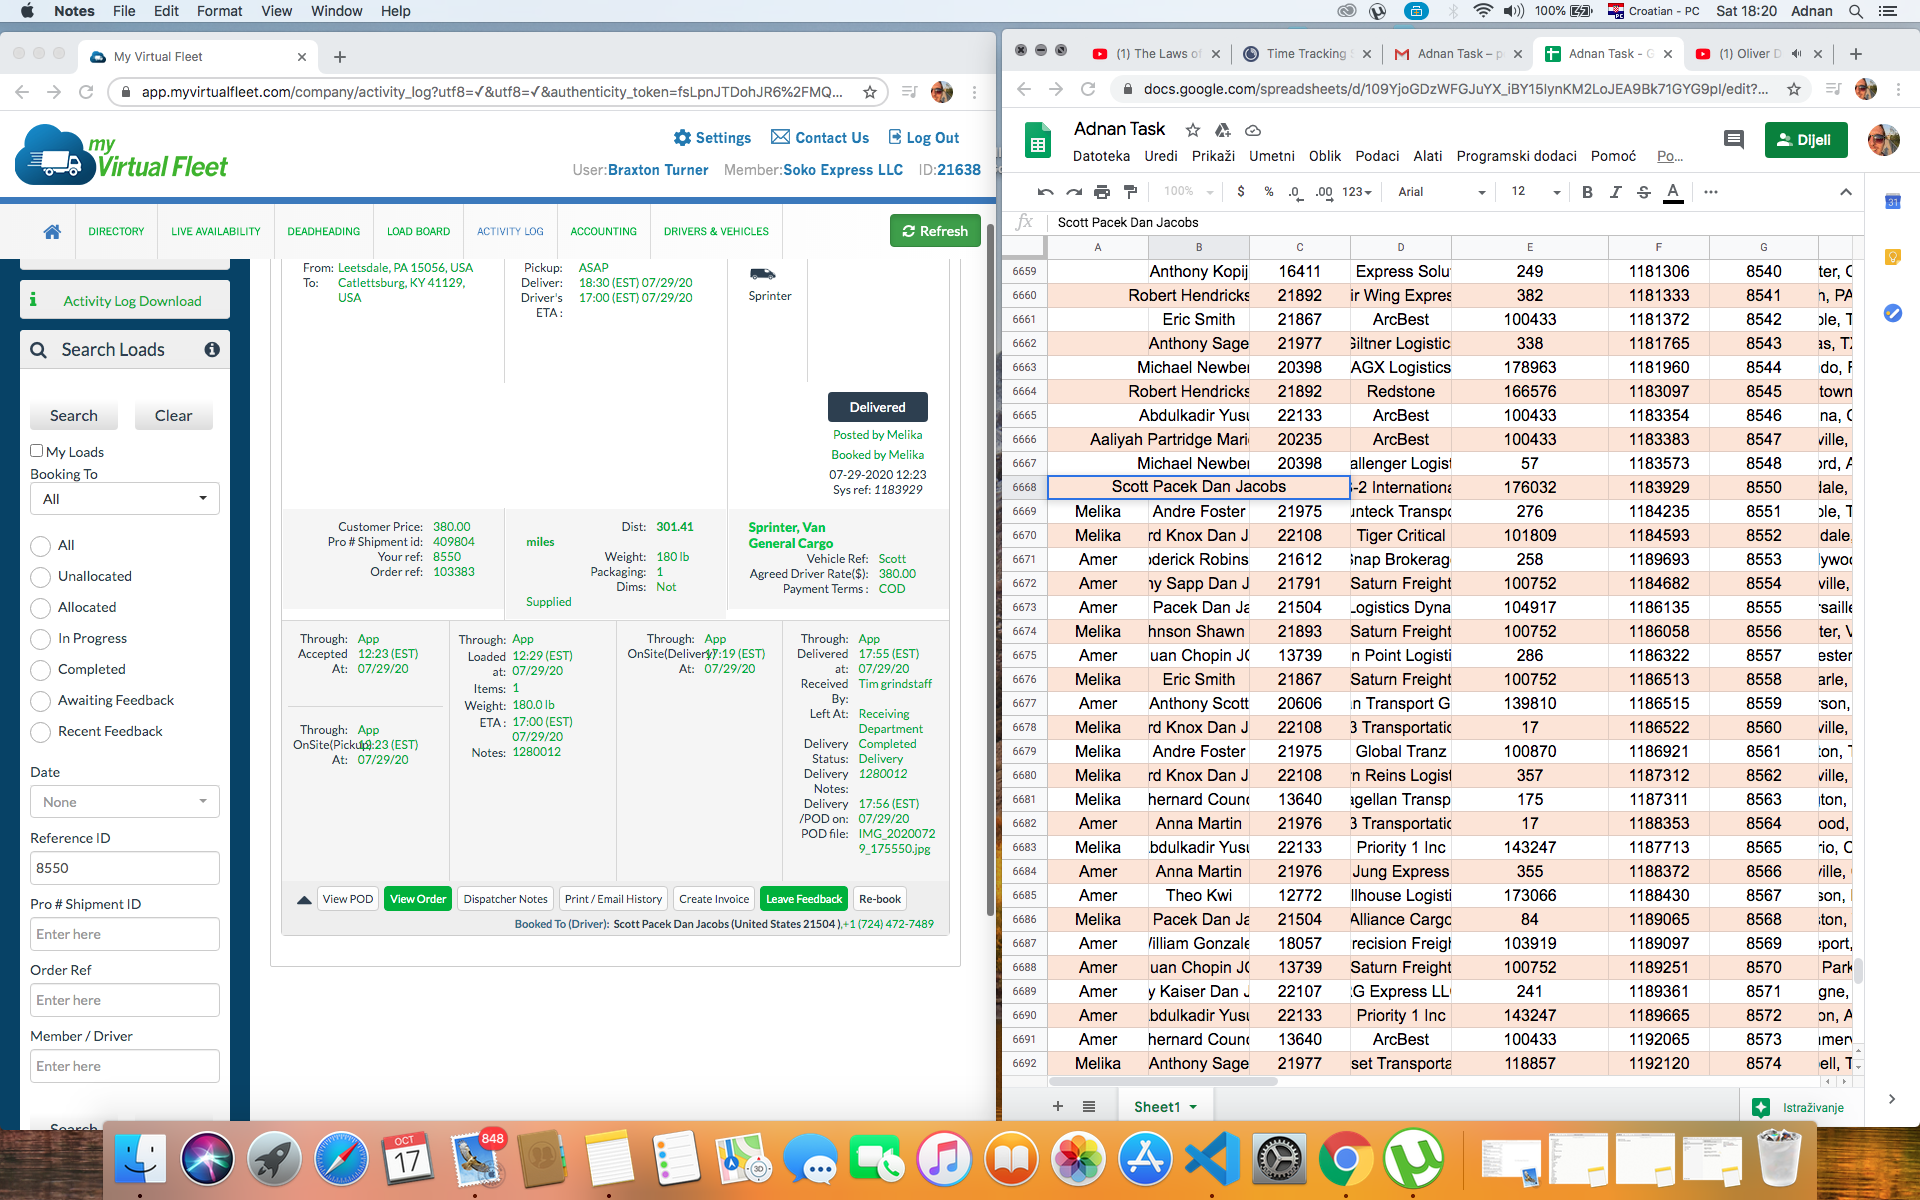 Notes File Edit Format View Window Help
100% Croatian - PC Sat 18:20 Adnan
My Virtual Fleet
app.myvirtualfleet.com/company/activity_log?utf8=✓&utf8=✓&authenticity_token=fsLpnJTDohJR6%2FMQ...
my
Virtual Fleet
Settings Contact Us Log Out
User:Braxton Turner Member:Soko Express LLC ID:21638
DIRECTORY LIVE AVAILABILITY DEADHEADING LOAD BOARD ACTIVITY LOG ACCOUNTING DRIVERS & VEHICLES
Refresh
Activity Log Download
Search Loads
Search Clear
My Loads
Booking To
All
All
Unallocated
Allocated
In Progress
Completed
Awaiting Feedback
Recent Feedback
Date
None
Reference ID
8550
Pro # Shipment ID
Enter here
Order Ref
Enter here
Member / Driver
Enter here
Search
From: Leetsdale, PA 15056, USA
To: Catlettsburg, KY 41129,
USA
Pickup: ASAP
Deliver: 18:30 (EST) 07/29/20
Driver's 17:00 (EST) 07/29/20
ETA :
Sprinter
Delivered
Posted by Melika
Booked by Melika
07-29-2020 12:23
Sys ref: 1183929
Customer Price: 380.00
Pro # Shipment id: 409804
Your ref: 8550
Order ref: 103383
Dist: 301.41
miles
Weight: 180 lb
Packaging: 1
Dims: Not
Supplied
Sprinter, Van
General Cargo
Vehicle Ref: Scott
Agreed Driver Rate($): 380.00
Payment Terms : COD
Through: App
Accepted 12:23 (EST)
At: 07/29/20
Through: App
OnSite(Pickup) 12:23 (EST)
At: 07/29/20
Through: App
Loaded 12:29 (EST)
at: 07/29/20
Items: 1
Weight: 180.0 lb
ETA : 17:00 (EST)
07/29/20
Notes: 1280012
Through: App
OnSite(Delivery) 17:19 (EST)
At: 07/29/20
Through: App
Delivered 17:55 (EST)
at: 07/29/20
Received Tim grindstaff
By:
Left At: Receiving
Department
Delivery Completed
Status: Delivery
Delivery 1280012
Notes:
Delivery 17:56 (EST)
/POD on: 07/29/20
POD file: IMG_2020072
9_175550.jpg
View POD View Order Dispatcher Notes Print / Email History Create Invoice Leave Feedback Re-book
Booked To (Driver): Scott Pacek Dan Jacobs (United States 21504 ),+1 (724) 472-7489
(1) The Laws of Time Tracking Adnan Task – p Adnan Task - G (1) Oliver D
docs.google.com/spreadsheets/d/109YjoGDzWFGJuYX_iBY15lynKM2LoJEA9Bk71GYG9pI/edit?...
Adnan Task
Dijeli
Datoteka Uredi Prikaži Umetni Oblik Podaci Alati Programski dodaci Pomoć Po...
100% $ % .0 .00 123 Arial 12 B I S A ...
fx Scott Pacek Dan Jacobs
A B C D E F G
6659 Anthony Kopij 16411 Express Solu 249 1181306 8540 ter, C
6660 Robert Hendricks 21892 ir Wing Expres 382 1181333 8541 n, PA
6661 Eric Smith 21867 ArcBest 100433 1181372 8542 ole, T
6662 Anthony Sage 21977 Giltner Logistic 338 1181765 8543 as, TX
6663 Michael Newber 20398 AGX Logistics 178963 1181960 8544 ndo, F
6664 Robert Hendricks 21892 Redstone 166576 1183097 8545 town
6665 Abdulkadir Yusu 22133 ArcBest 100433 1183354 8546 na, C
6666 Aaliyah Partridge Mari 20235 ArcBest 100433 1183383 8547 ville,
6667 Michael Newber 20398 allenger Logist 57 1183573 8548 ord, A
6668 Scott Pacek Dan Jacobs -2 Internationa 176032 1183929 8550 dale,
6669 Melika Andre Foster 21975 unteck Transpo 276 1184235 8551 ole, T
6670 Melika rd Knox Dan J 22108 Tiger Critical 101809 1184593 8552 dale,
6671 Amer oderick Robins 21612 Snap Brokerag 258 1189693 8553 lywoo
6672 Amer ny Sapp Dan J 21791 Saturn Freight 100752 1184682 8554 ville,
6673 Amer Pacek Dan Ja 21504 Logistics Dyna 104917 1186135 8555 rsaille
6674 Melika hnson Shawn 21893 Saturn Freight 100752 1186058 8556 ter, V
6675 Amer uan Chopin JC 13739 n Point Logisti 286 1186322 8557 ester
6676 Melika Eric Smith 21867 Saturn Freight 100752 1186513 8558 arle,
6677 Amer Anthony Scott 20606 an Transport G 139810 1186515 8559 rson,
6678 Melika rd Knox Dan J 22108 3 Transportatic 17 1186522 8560 ville,
6679 Melika Andre Foster 21975 Global Tranz 100870 1186921 8561 ton, T
6680 Melika rd Knox Dan J 22108 n Reins Logist 357 1187312 8562 ville,
6681 Melika hernard Counc 13640 agellan Transp 175 1187311 8563 gton,
6682 Amer Anna Martin 21976 3 Transportatic 17 1188353 8564 ood,
6683 Melika bdulkadir Yusu 22133 Priority 1 Inc 143247 1187713 8565 rio, C
6684 Amer Anna Martin 21976 Jung Express 355 1188372 8566 ville,
6685 Amer Theo Kwi 12772 llhouse Logisti 173066 1188430 8567 son,
6686 Melika Pacek Dan Ja 21504 Alliance Cargo 84 1189065 8568 ston,
6687 Amer Villiam Gonzale 18057 recision Freigh 103919 1189097 8569 eport,
6688 Amer uan Chopin JC 13739 Saturn Freight 100752 1189251 8570 Park
6689 Amer y Kaiser Dan J 22107 G Express LL 241 1189361 8571 gne,
6690 Amer bdulkadir Yusu 22133 Priority 1 Inc 143247 1189665 8572 on, A
6691 Amer hernard Counc 13640 ArcBest 100433 1192065 8573 nmerv
6692 Melika Anthony Sage 21977 set Transporta 118857 1192120 8574 ell, T
Sheet1
Istraživanje
OCT
17
848
3D